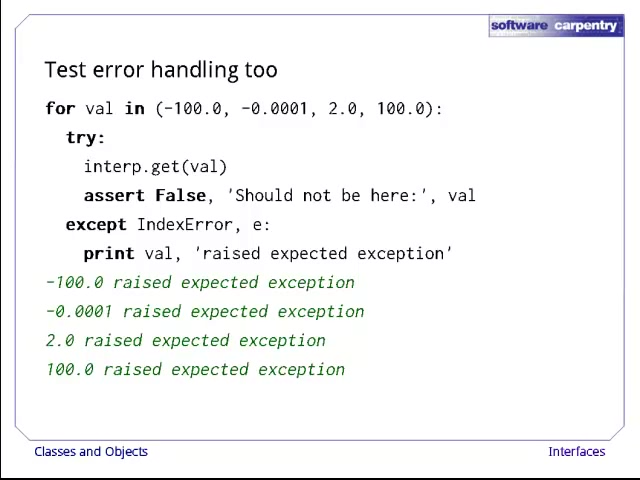 software carpentry
Test error handling too
for val in (-100.0, -0.0001, 2.0, 100.0):
try:
interp.get(val)
assert False, 'Should not be here:', val
except IndexError, e:
print val, 'raised expected exception'
-100.0 raised expected exception
-0.0001 raised expected exception
2.0 raised expected exception
100.0 raised expected exception
Classes and Objects
Interfaces